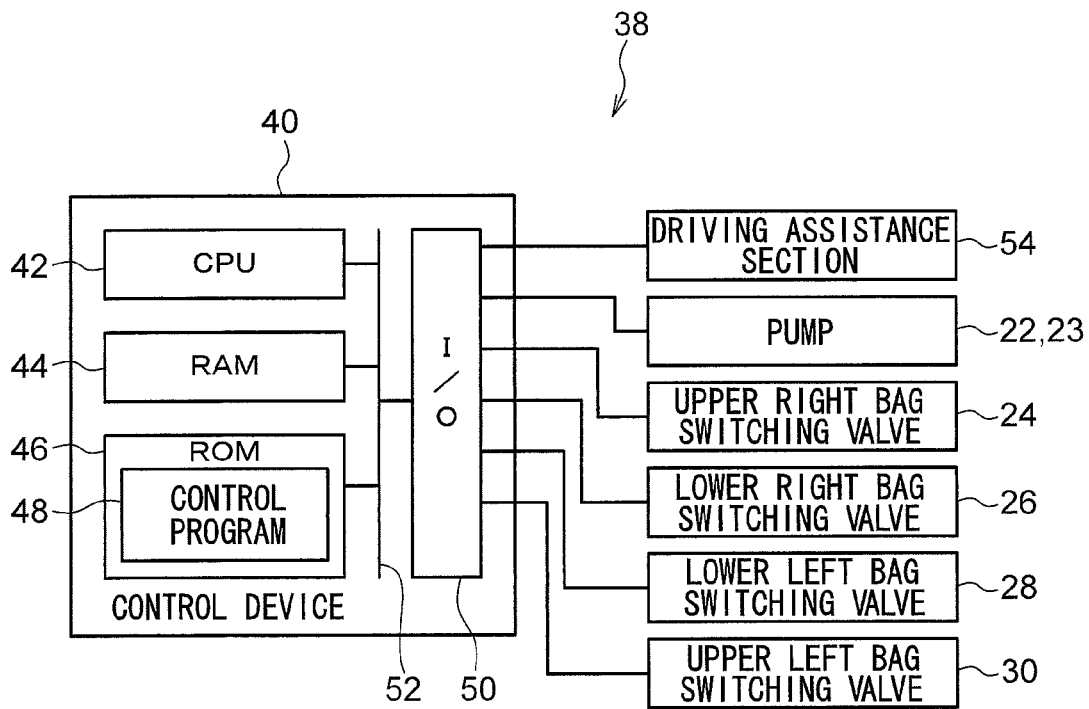 38
40
42
CPU
44
RAM
46
ROM
48
CONTROL
PROGRAM
CONTROL DEVICE
I
/
O
52
50
DRIVING ASSISTANCE
SECTION
54
PUMP
22,23
UPPER RIGHT BAG
SWITCHING VALVE
24
LOWER RIGHT BAG
SWITCHING VALVE
26
LOWER LEFT BAG
SWITCHING VALVE
28
UPPER LEFT BAG
SWITCHING VALVE
30